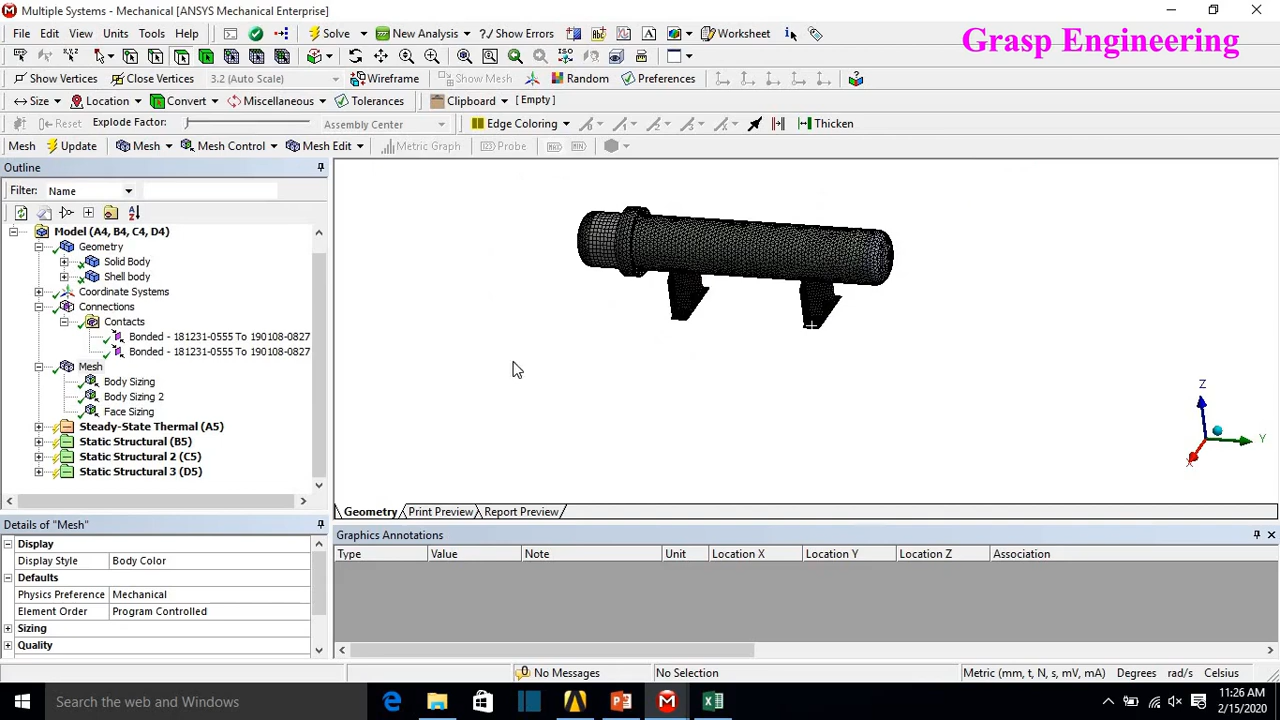 Multiple Systems - Mechanical [ANSYS Mechanical Enterprise]
File Edit View Units Tools Help Solve New Analysis Show Errors Worksheet
Grasp Engineering
Show Vertices Close Vertices 3.2 (Auto Scale) Wireframe Show Mesh Random Preferences
Size Location Convert Miscellaneous Tolerances Clipboard [ Empty ]
Reset Explode Factor: Assembly Center Edge Coloring Thicken
Mesh Update Mesh Mesh Control Mesh Edit Metric Graph Probe MAX MIN
Outline
Filter: Name
Model (A4, B4, C4, D4)
Geometry
Solid Body
Shell body
Coordinate Systems
Connections
Contacts
Bonded - 181231-0555 To 190108-0827
Bonded - 181231-0555 To 190108-0827
Mesh
Body Sizing
Body Sizing 2
Face Sizing
Steady-State Thermal (A5)
Static Structural (B5)
Static Structural 2 (C5)
Static Structural 3 (D5)
Z
Y
X
Geometry Print Preview Report Preview
Details of "Mesh"
Display
Display Style Body Color
Defaults
Physics Preference Mechanical
Element Order Program Controlled
Sizing
Quality
Graphics Annotations
Type Value Note Unit Location X Location Y Location Z Association
0 No Messages No Selection Metric (mm, t, N, s, mV, mA) Degrees rad/s Celsius
Search the web and Windows
11:26 AM
2/15/2020